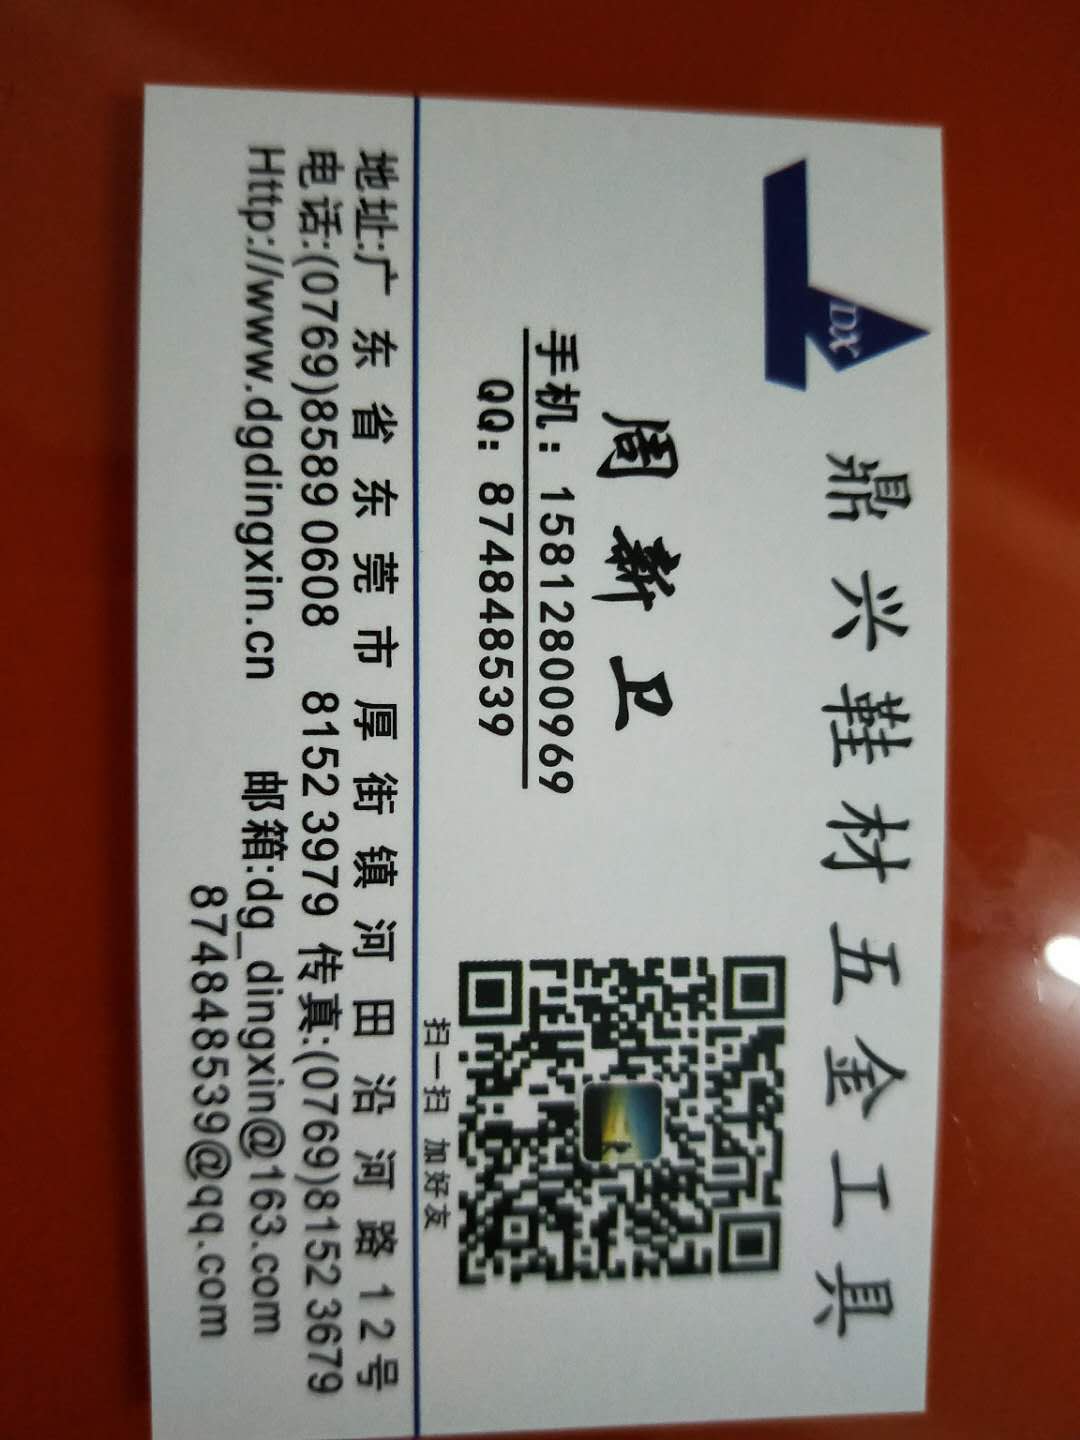 DX
鼎兴鞋材五金工具
周新卫
手机：15812800969
QQ：874848539
扫一扫 加好友
地址:广东省东莞市厚街镇河田沿河路12号
电话:(0769)8589 0608 8152 3979 传真:(0769)8152 3679
Http://www.dgdingxin.cn 邮箱:dg_dingxin@163.com
874848539@qq.com